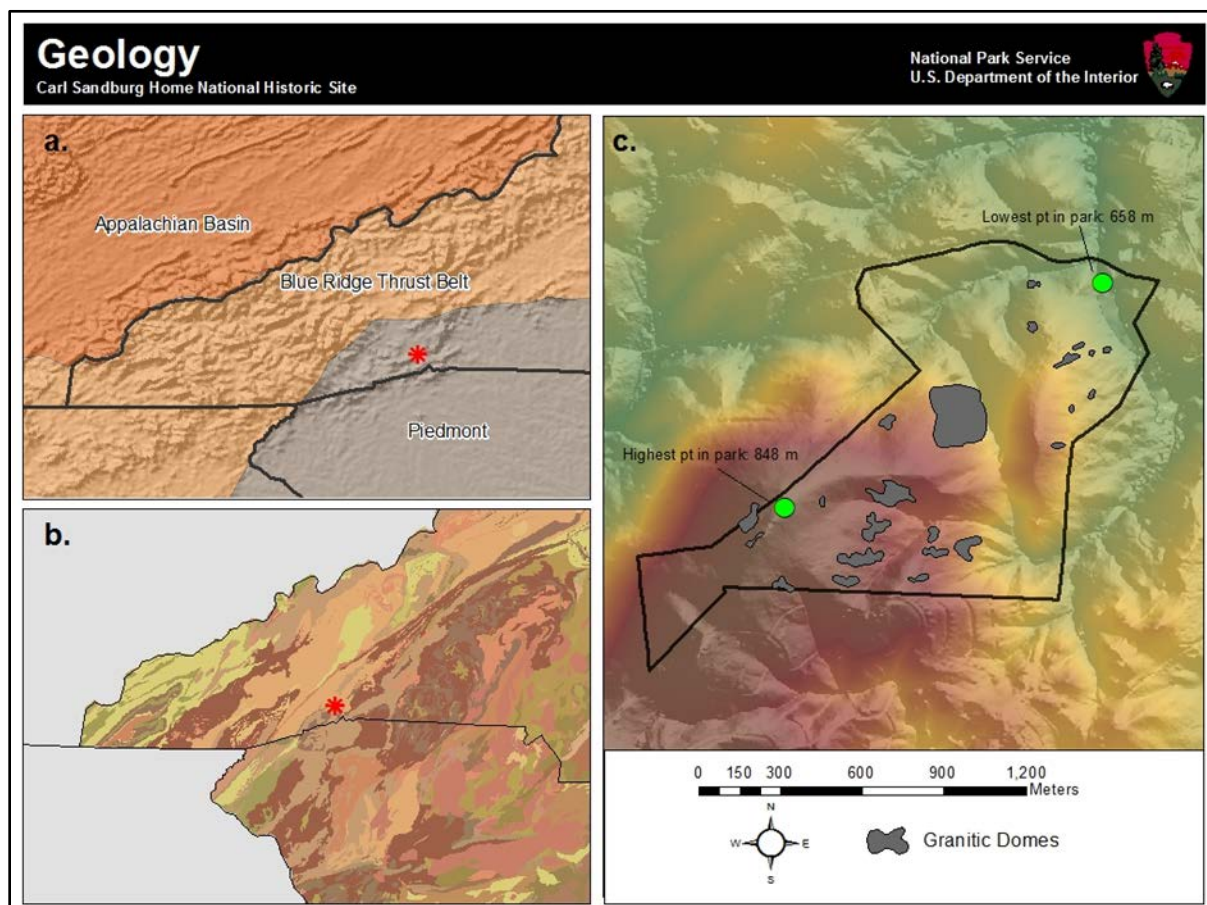 Geology
Carl Sandburg Home National Historic Site
National Park Service
U.S. Department of the Interior
a.
Appalachian Basin
Blue Ridge Thrust Belt
Piedmont
b.
c.
Lowest pt in park: 658 m
Highest pt in park: 848 m
0 150 300 600 900 1,200
Meters
N
W E
S
Granitic Domes